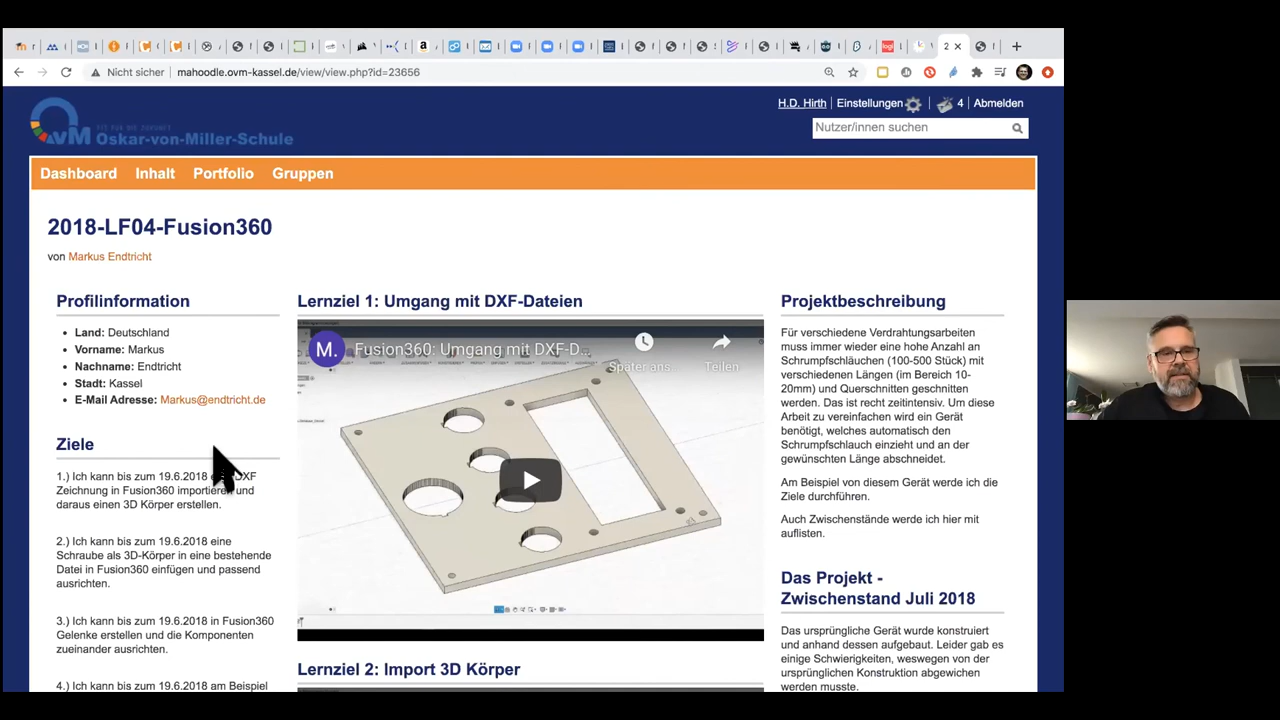 Nicht sicher | mahoodle.ovm-kassel.de/view/view.php?id=23656
H.D. Hirth | Einstellungen | 4 | Abmelden
Nutzer/innen suchen
OVM
FIT FÜR DIE ZUKUNFT
Oskar-von-Miller-Schule
Dashboard Inhalt Portfolio Gruppen
2018-LF04-Fusion360
von Markus Endtricht
Profilinformation
Land: Deutschland
Vorname: Markus
Nachname: Endtricht
Stadt: Kassel
E-Mail Adresse: Markus@endtricht.de
Ziele
1.) Ich kann bis zum 19.6.2018 DXF
Zeichnung in Fusion360 importieren und
daraus einen 3D Körper erstellen.
2.) Ich kann bis zum 19.6.2018 eine
Schraube als 3D-Körper in eine bestehende
Datei in Fusion360 einfügen und passend
ausrichten.
3.) Ich kann bis zum 19.6.2018 in Fusion360
Gelenke erstellen und die Komponenten
zueinander ausrichten.
4.) Ich kann bis zum 19.6.2018 am Beispiel
Lernziel 1: Umgang mit DXF-Dateien
M. Fusion360: Umgang mit DXF-D...
Später ans... Teilen
Lernziel 2: Import 3D Körper
Projektbeschreibung
Für verschiedene Verdrahtungsarbeiten
muss immer wieder eine hohe Anzahl an
Schrumpfschläuchen (100-500 Stück) mit
verschiedenen Längen (im Bereich 10-
20mm) und Querschnitten geschnitten
werden. Das ist recht zeitintensiv. Um diese
Arbeit zu vereinfachen wird ein Gerät
benötigt, welches automatisch den
Schrumpfschlauch einzieht und an der
gewünschten Länge abschneidet.
Am Beispiel von diesem Gerät werde ich die
Ziele durchführen.
Auch Zwischenstände werde ich hier mit
auflisten.
Das Projekt -
Zwischenstand Juli 2018
Das ursprüngliche Gerät wurde konstruiert
und anhand dessen aufgebaut. Leider gab es
einige Schwierigkeiten, weswegen von der
ursprünglichen Konstruktion abgewichen
werden musste.